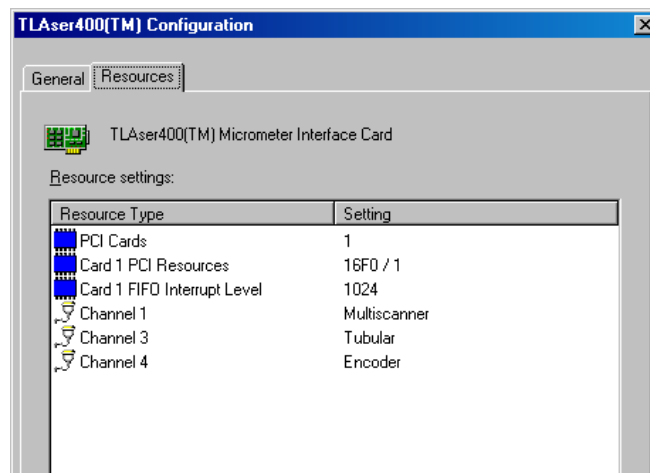 TLAser400(TM) Configuration
General Resources
TLAser400(TM) Micrometer Interface Card
Resource settings:
Resource Type Setting
PCI Cards 1
Card 1 PCI Resources 16F0 / 1
Card 1 FIFO Interrupt Level 1024
Channel 1 Multiscanner
Channel 3 Tubular
Channel 4 Encoder